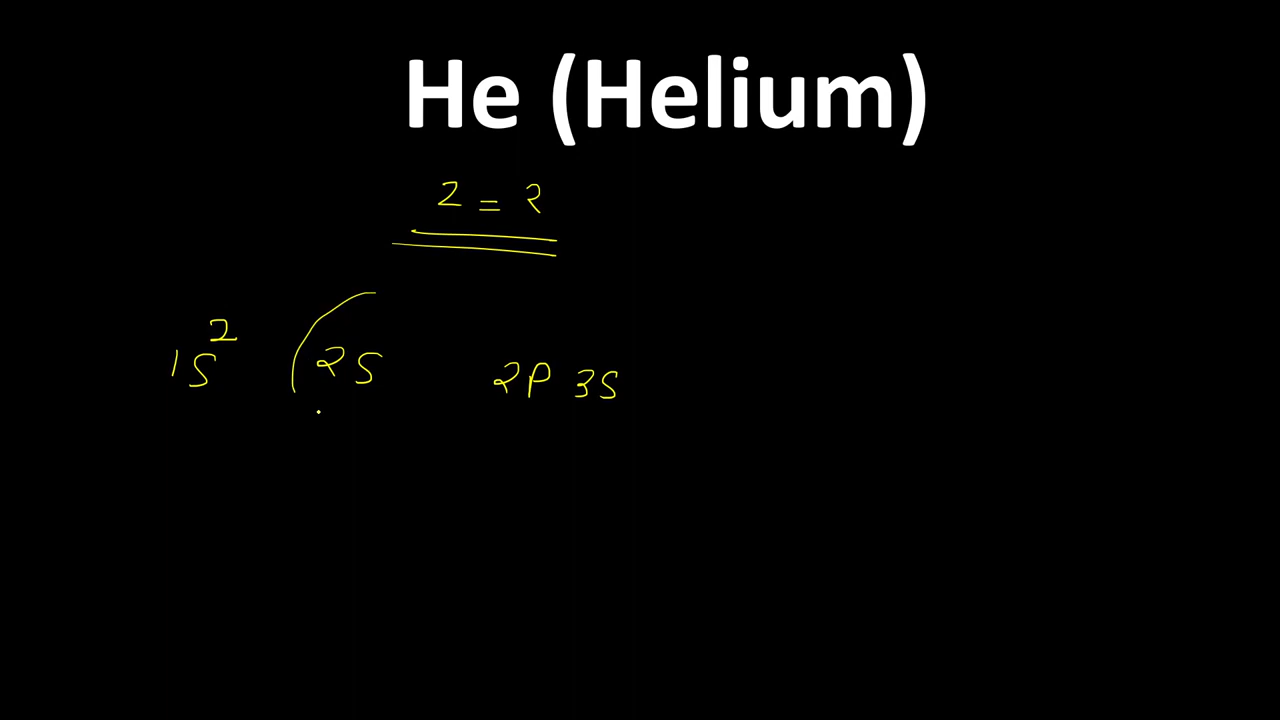 He (Helium)
Z = 2
1S² (2S 2P 3S